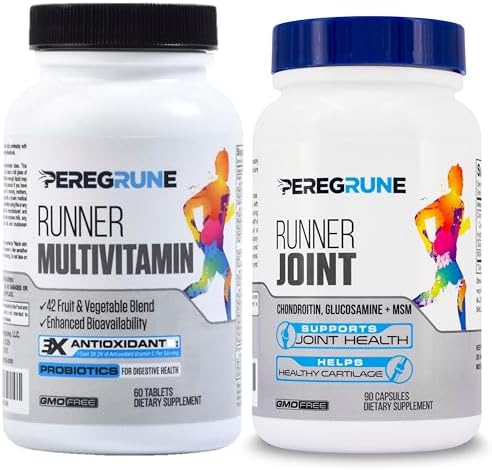 PEREGRUNE
RUNNER
MULTIVITAMIN
✓42 Fruit & Vegetable Blend
✓Enhanced Bioavailability
3X ANTIOXIDANT
PROBIOTICS FOR DIGESTIVE HEALTH
60 TABLETS
DIETARY SUPPLEMENT
GMO FREE
PEREGRUNE
RUNNER
JOINT
CHONDROITIN, GLUCOSAMINE + MSM
SUPPORTS
JOINT HEALTH
HELPS
HEALTHY CARTILAGE
90 CAPSULES
DIETARY SUPPLEMENT
GMO FREE